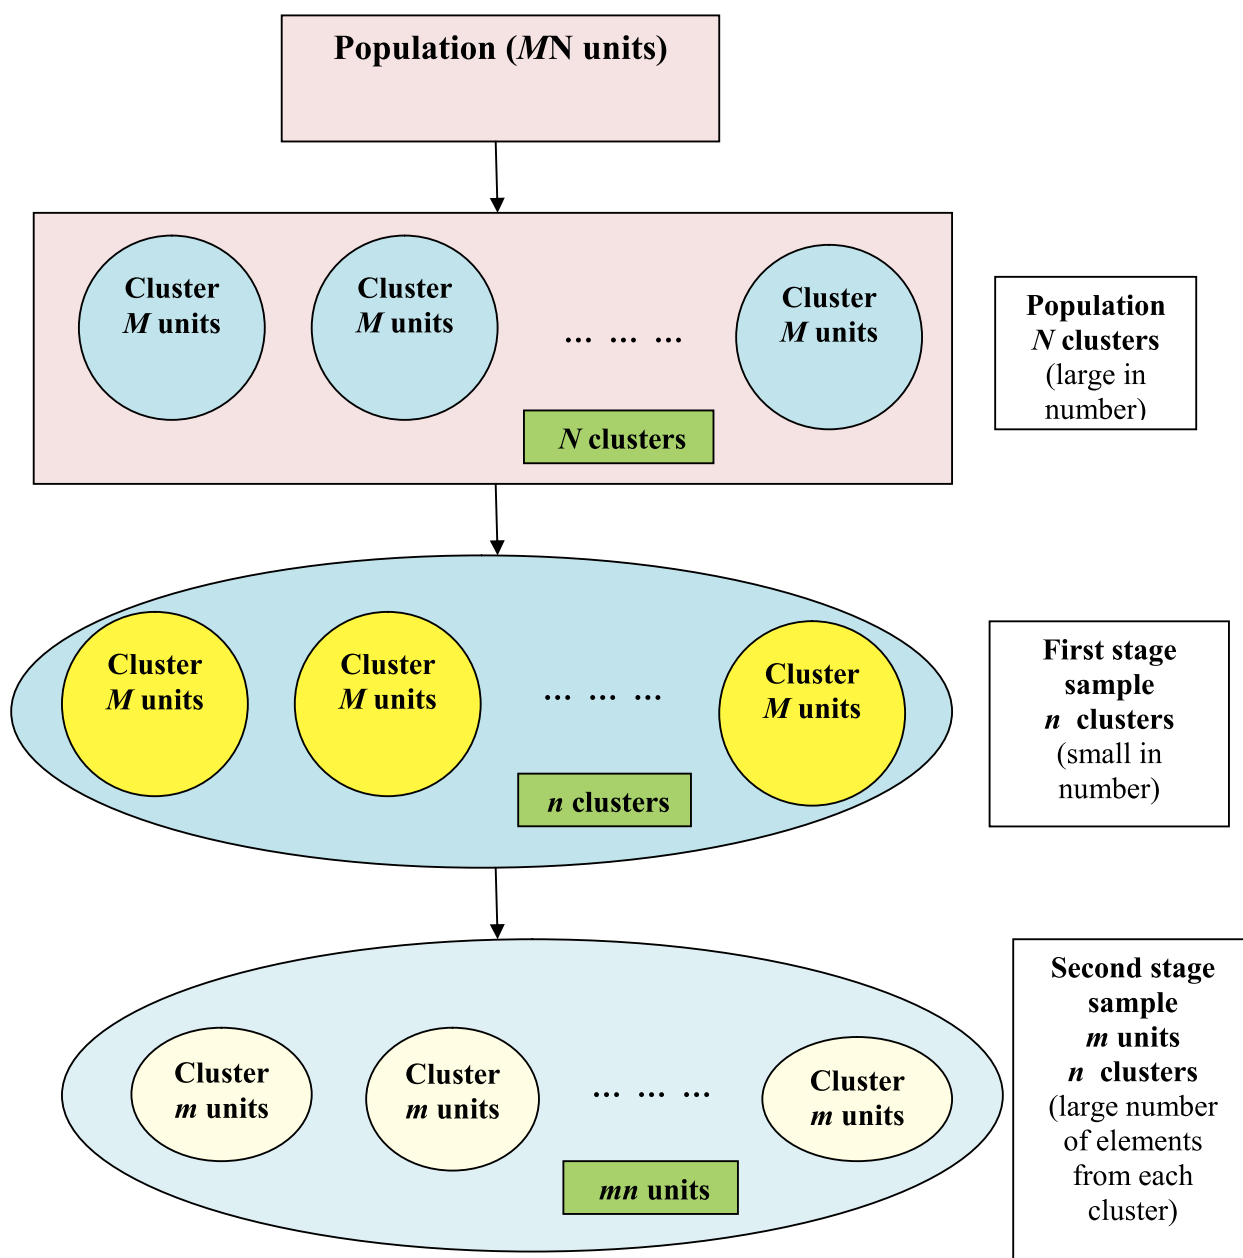 Population (MN units)
Cluster
M units
Cluster
M units
... ... ...
Cluster
M units
N clusters
Population
N clusters
(large in
number)
Cluster
M units
Cluster
M units
... ... ...
Cluster
M units
n clusters
First stage
sample
n clusters
(small in
number)
Cluster
m units
Cluster
m units
... ... ...
Cluster
m units
mn units
Second stage
sample
m units
n clusters
(large number
of elements
from each
cluster)